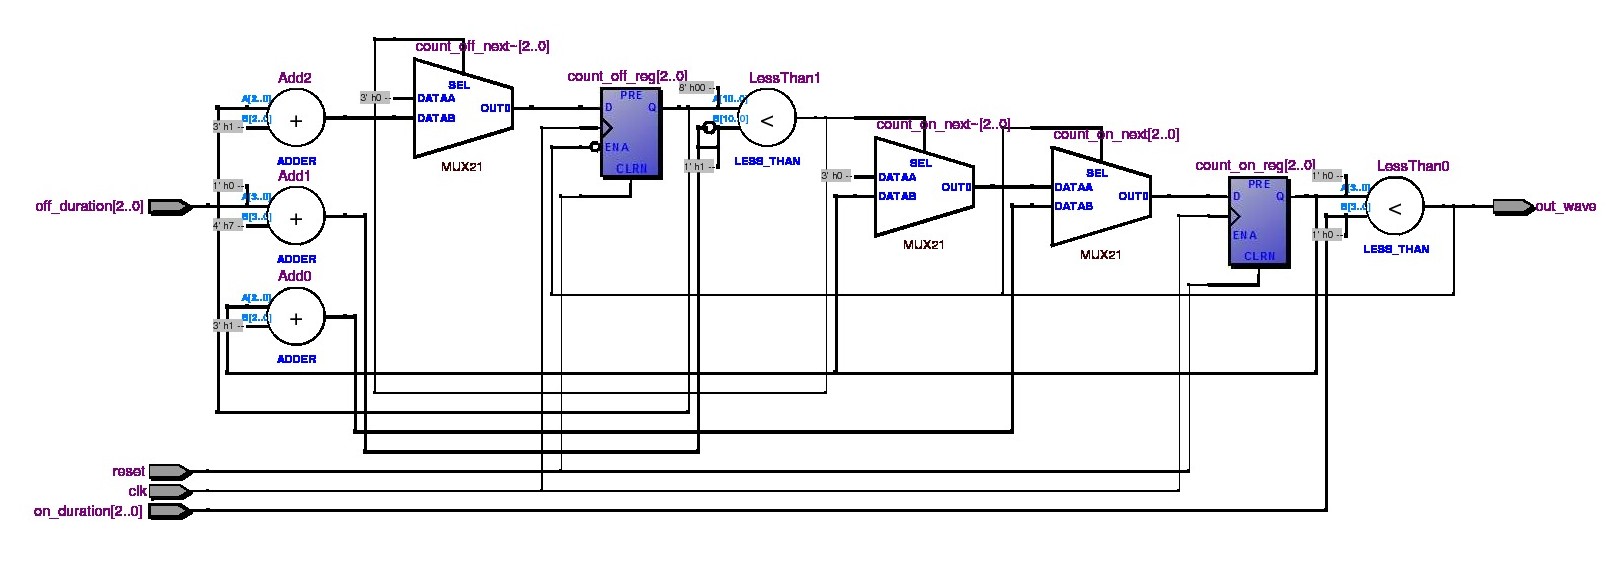 count_off_next~[2..0]
SEL
3' h0 --
DATAA
DATAB
OUT0
MUX21
Add2
A[2..0]
B[2..0]
3' h1 --
+
ADDER
count_off_reg[2..0]
PRE
D
Q
ENA
CLRN
LessThan1
8' h00 --
A[10..0]
B[10..0]
1' h1 --
<
LESS_THAN
count_on_next~[2..0]
SEL
3' h0 --
DATAA
DATAB
OUT0
MUX21
count_on_next[2..0]
SEL
DATAA
DATAB
OUT0
MUX21
count_on_reg[2..0]
PRE
D
Q
ENA
CLRN
LessThan0
1' h0 --
A[3..0]
B[3..0]
1' h0 --
<
LESS_THAN
out_wave
Add1
off_duration[2..0]
1' h0 --
A[3..0]
B[3..0]
4' h7 --
+
ADDER
Add0
A[2..0]
B[2..0]
3' h1 --
+
ADDER
reset
clk
on_duration[2..0]